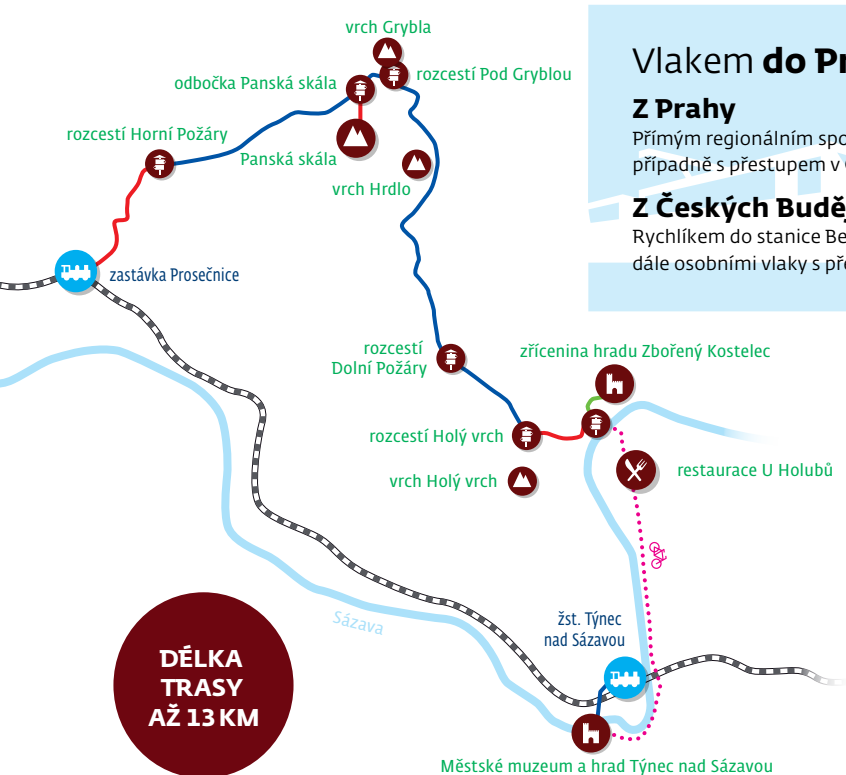 vrch Grybla
odbočka Panská skála
rozcestí Pod Gryblou
rozcestí Horní Požáry
Panská skála
vrch Hrdlo
zastávka Prosečnice
Vlakem do
Z Prahy
Přímým regionálním
případně s přestupem v
Z Českých
Rychlíkem do stanice
dále osobními vlaky s
rozcestí
Dolní Požáry
zřícenina hradu Zbořený Kostelec
rozcestí Holý vrch
vrch Holý vrch
restaurace U Holubů
Sázava
žst. Týnec
nad Sázavou
DÉLKA
TRASY
AŽ 13 KM
Městské muzeum a hrad Týnec nad Sázavou